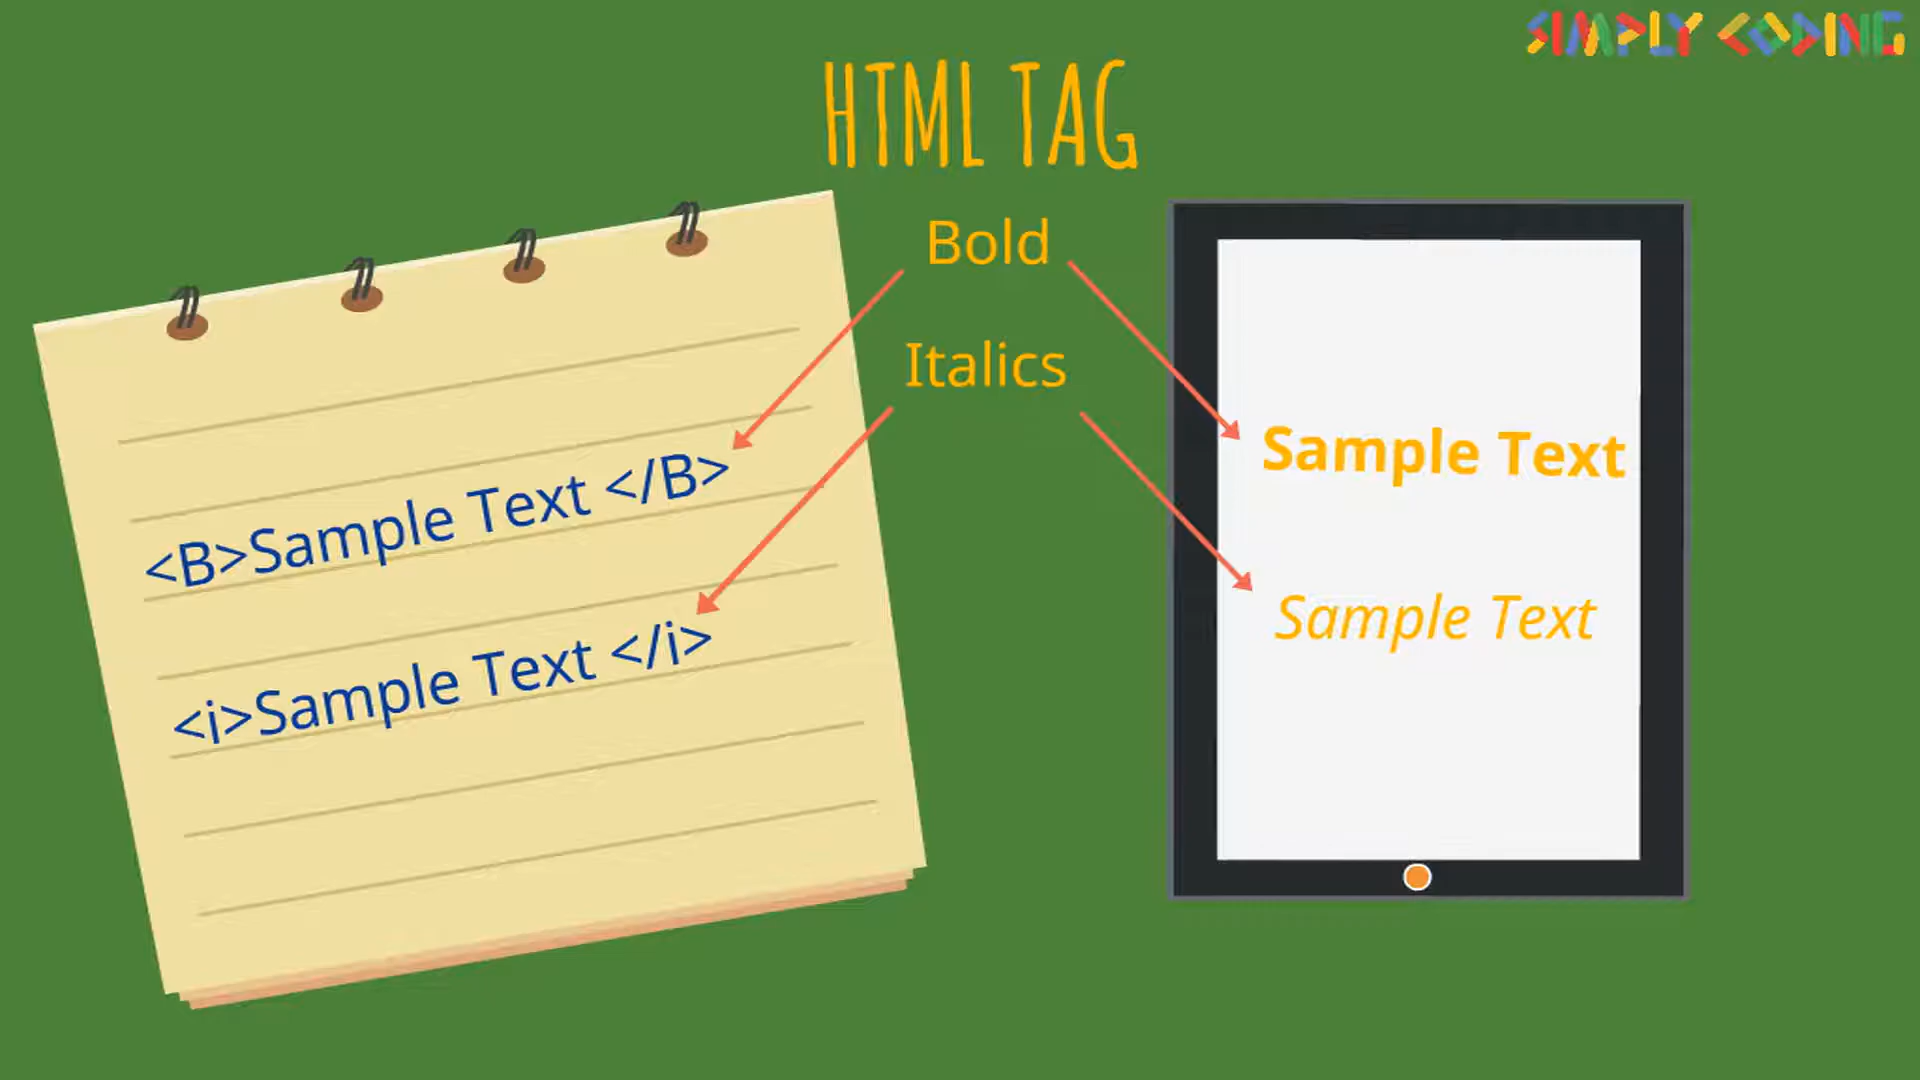 SIMPLY CODING
HTML TAG
Bold
Italics
<B>Sample Text </B>
<i>Sample Text </i>
Sample Text
Sample Text